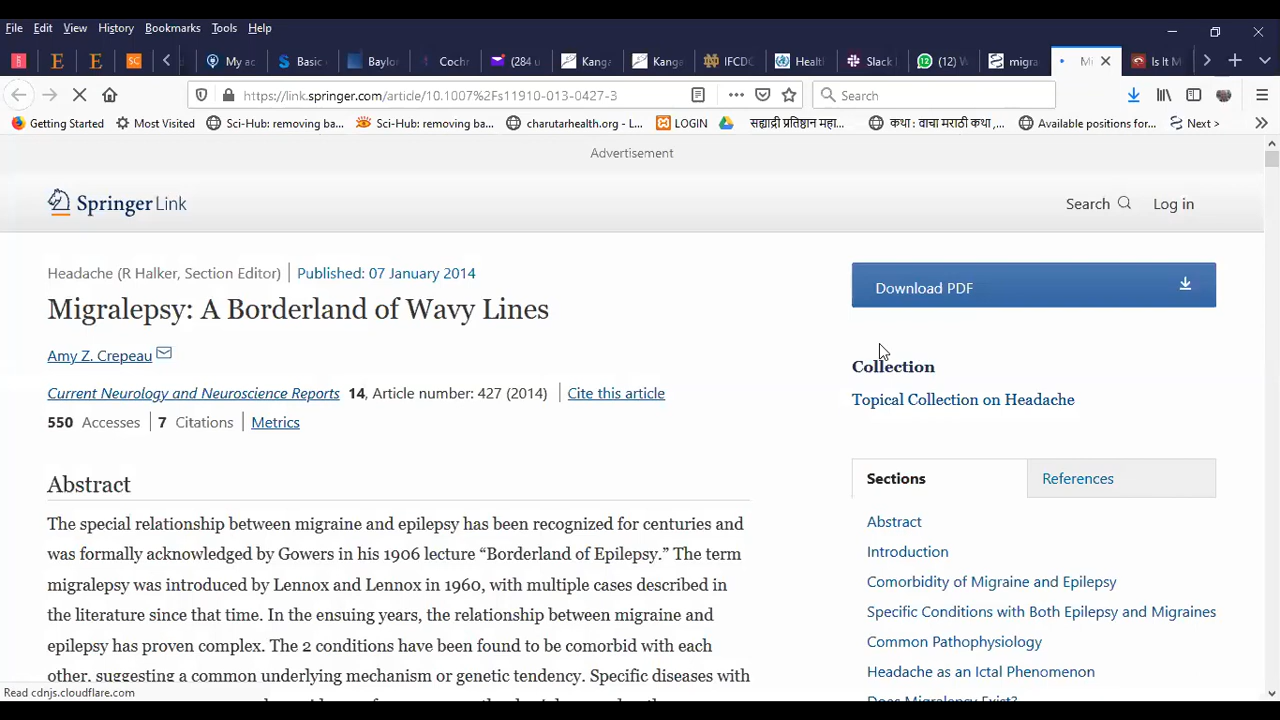 File Edit View History Bookmarks Tools Help
My ac Basic Baylor Cochr (284 u Kanga Kanga IFCDC Health Slack (12) W migra Mi Is It M
https://link.springer.com/article/10.1007%2Fs11910-013-0427-3 Search
Getting Started Most Visited Sci-Hub: removing ba... Sci-Hub: removing ba... charutarhealth.org - L... LOGIN सह्याद्री प्रतिष्ठान महा... कथा : वाचा मराठी कथा ,... Available positions for... Next >
Advertisement
Springer Link
Search Log in
Headache (R Halker, Section Editor) Published: 07 January 2014
Migralepsy: A Borderland of Wavy Lines
Amy Z. Crepeau
Current Neurology and Neuroscience Reports 14, Article number: 427 (2014) Cite this article
550 Accesses 7 Citations Metrics
Abstract
The special relationship between migraine and epilepsy has been recognized for centuries and
was formally acknowledged by Gowers in his 1906 lecture “Borderland of Epilepsy.” The term
migralepsy was introduced by Lennox and Lennox in 1960, with multiple cases described in
the literature since that time. In the ensuing years, the relationship between migraine and
epilepsy has proven complex. The 2 conditions have been found to be comorbid with each
other, suggesting a common underlying mechanism or genetic tendency. Specific diseases with
Download PDF
Collection
Topical Collection on Headache
Sections References
Abstract
Introduction
Comorbidity of Migraine and Epilepsy
Specific Conditions with Both Epilepsy and Migraines
Common Pathophysiology
Headache as an Ictal Phenomenon
Does Migralepsy Exist?
Read cdnjs.cloudflare.com